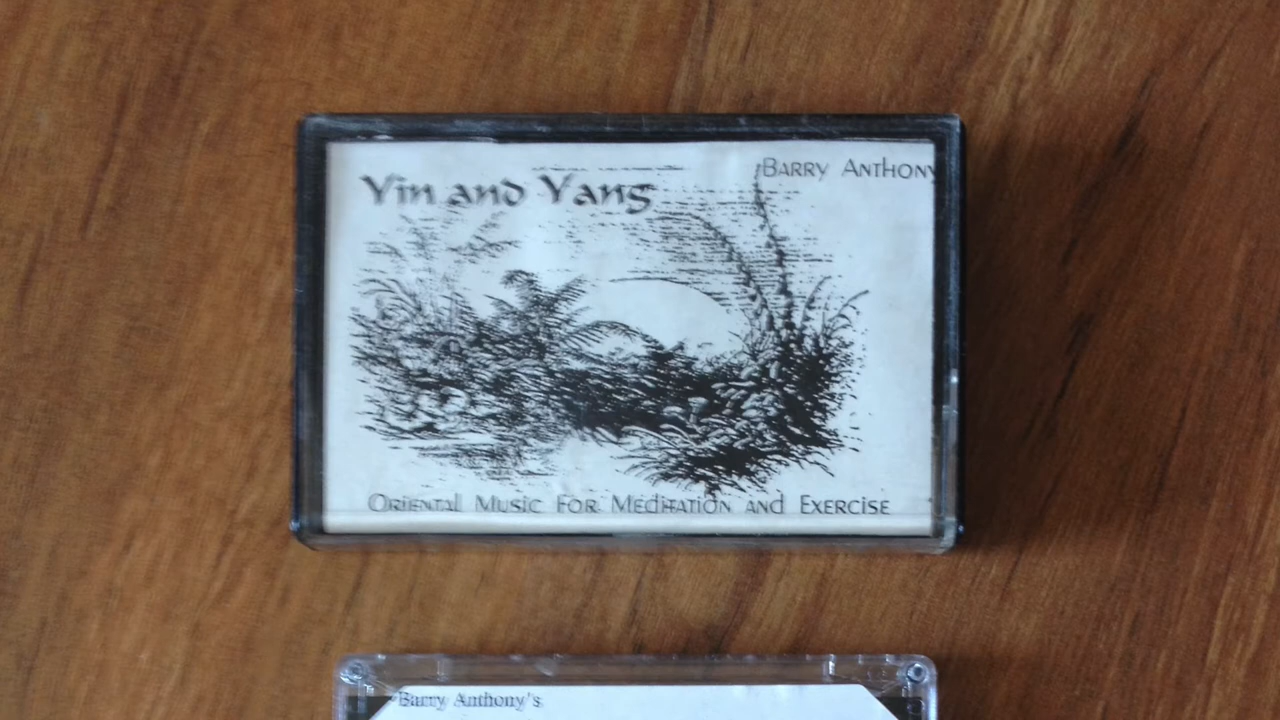 Yin and Yang
Barry Anthony
Oriental Music For Meditation and Exercise
Barry Anthony's